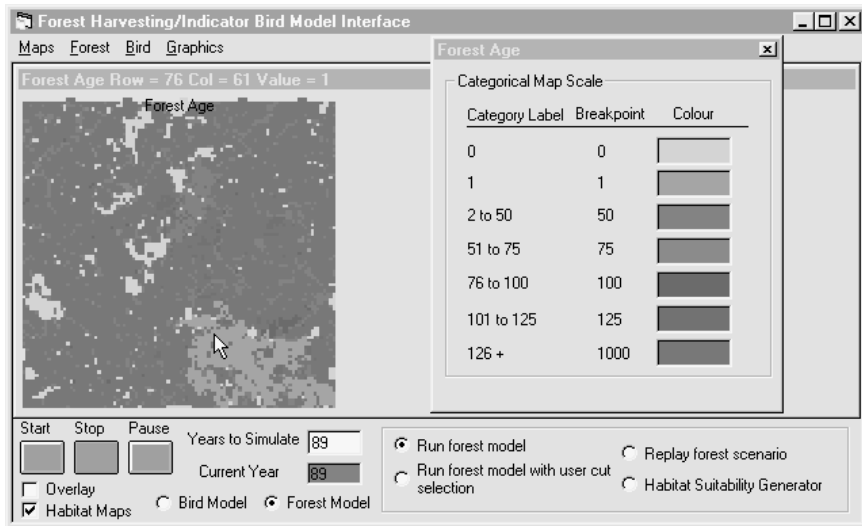 Forest Harvesting/Indicator Bird Model Interface
Maps Forest Bird Graphics
Forest Age Row = 76 Col = 61 Value = 1
Forest Age
Forest Age
Categorical Map Scale
Category Label Breakpoint Colour
0 0
1 1
2 to 50 50
51 to 75 75
76 to 100 100
101 to 125 125
126 + 1000
Start Stop Pause
Years to Simulate 89
Current Year 89
Overlay
Habitat Maps
Bird Model Forest Model
Run forest model
Run forest model with user cut
selection
Replay forest scenario
Habitat Suitability Generator